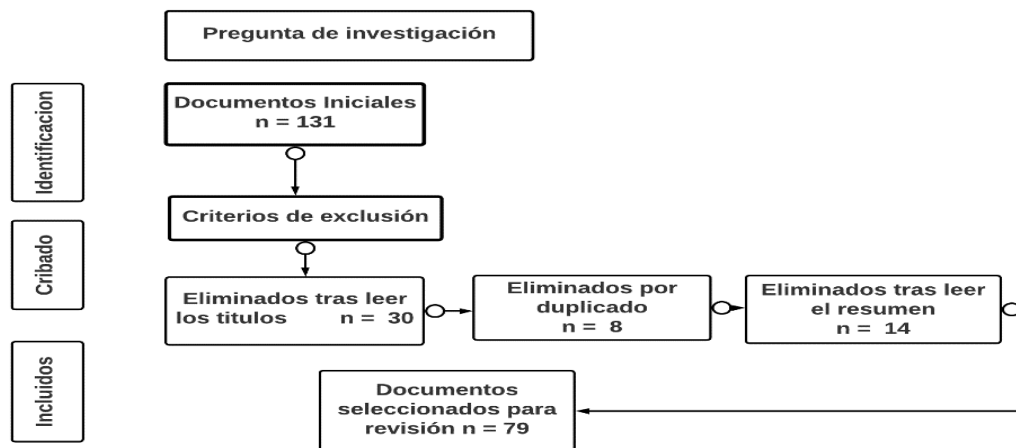 Pregunta de investigación
Identificacion
Documentos Iniciales
n = 131
Criterios de exclusión
Cribado
Eliminados tras leer
los titulos n = 30
Eliminados por
duplicado
n = 8
Eliminados tras leer
el resumen
n = 14
Incluidos
Documentos
seleccionados para
revisión n = 79